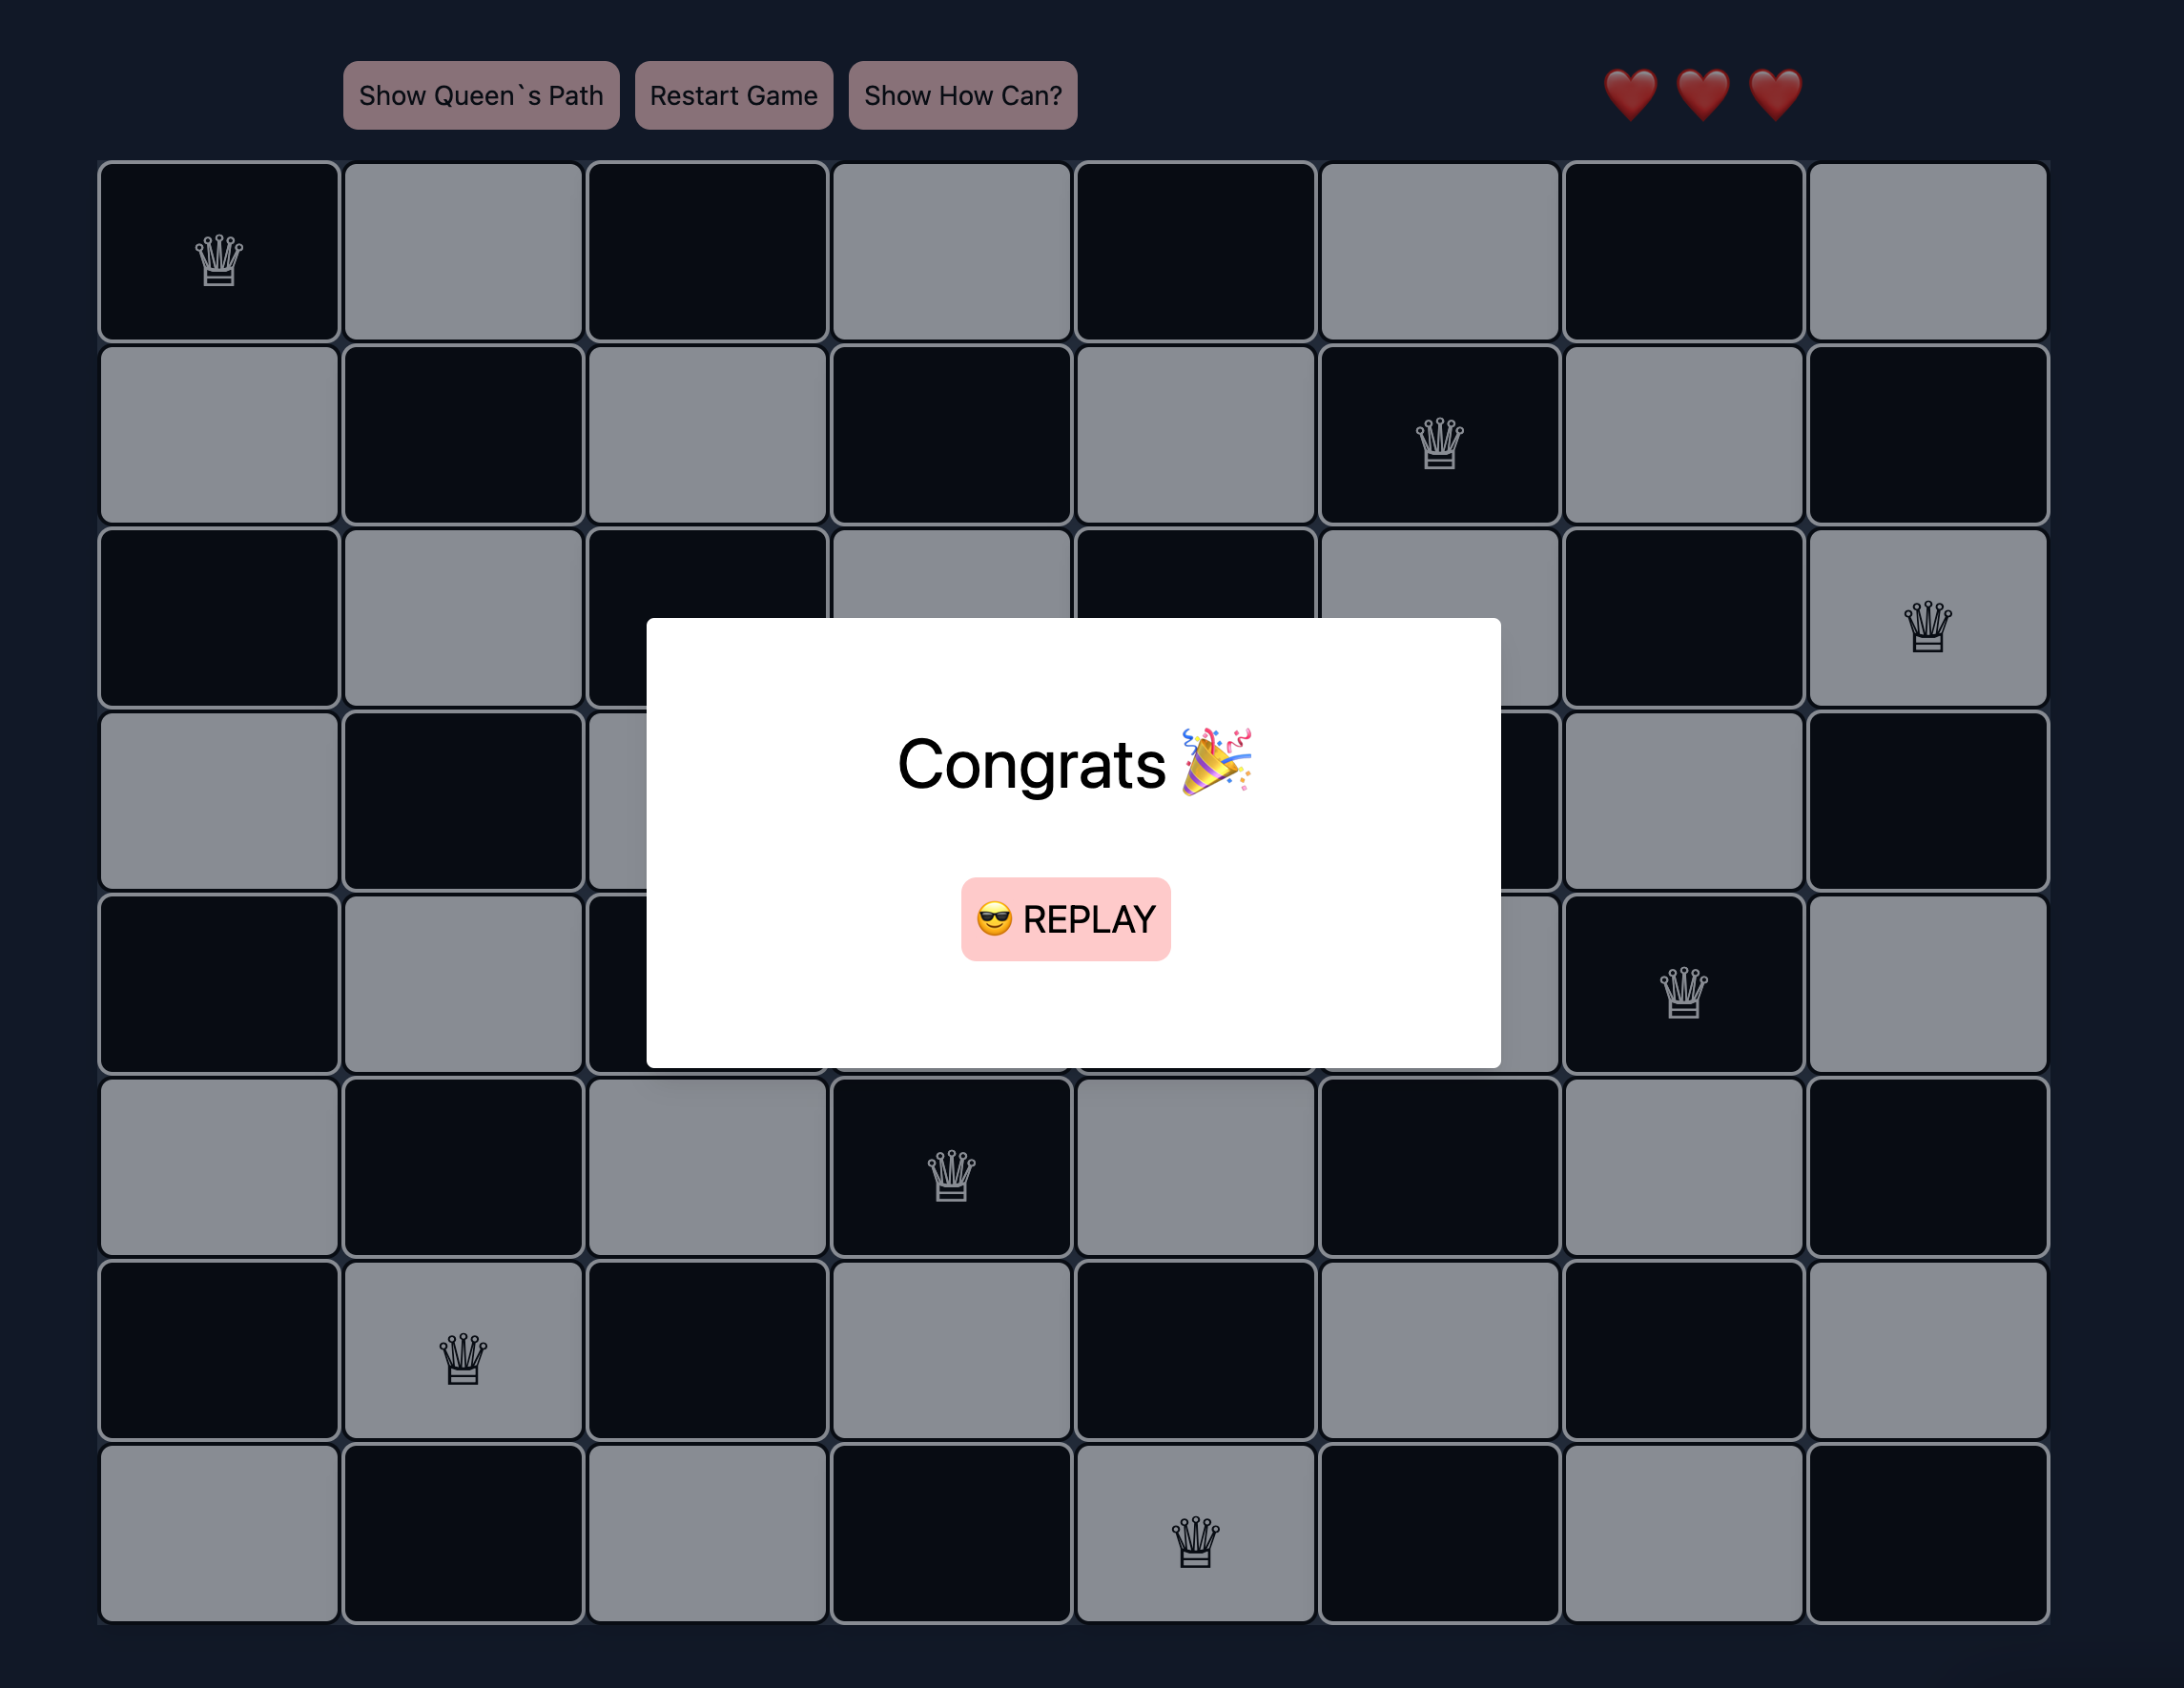 Show Queen`s Path
Restart Game
Show How Can?
Congrats 🎉
😎 REPLAY